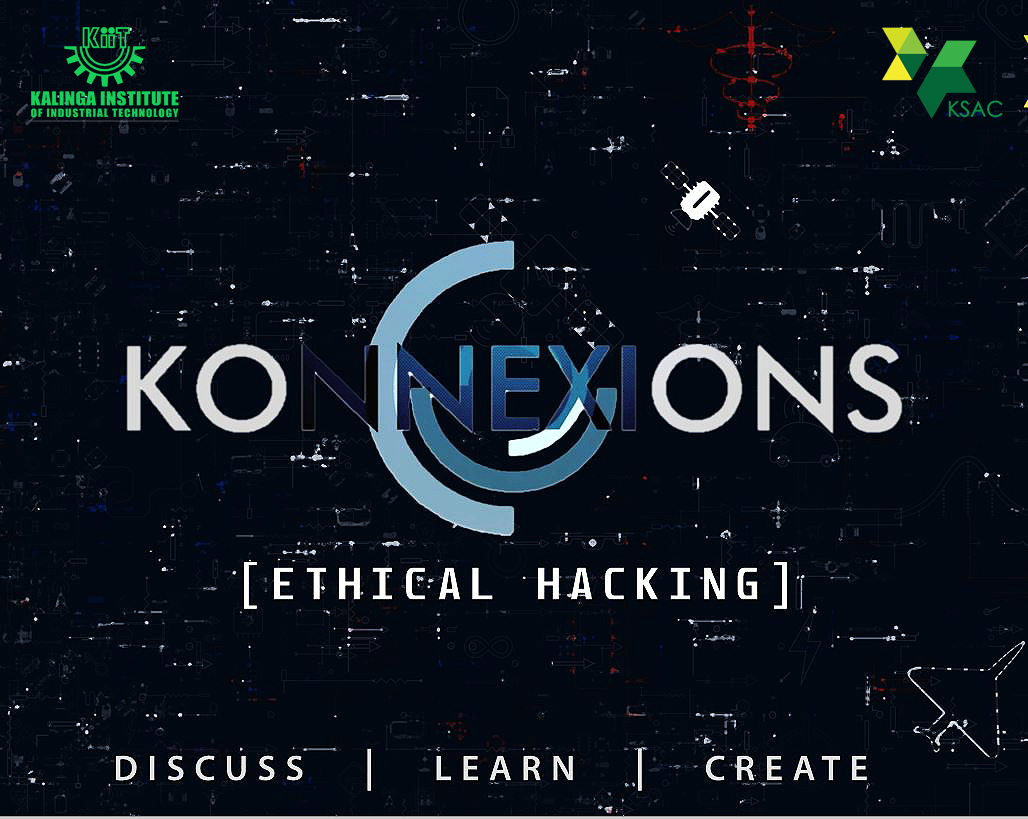 KiiT
KALINGA INSTITUTE
OF INDUSTRIAL TECHNOLOGY
KSAC
KONNEXIONS
[ETHICAL HACKING]
DISCUSS | LEARN | CREATE